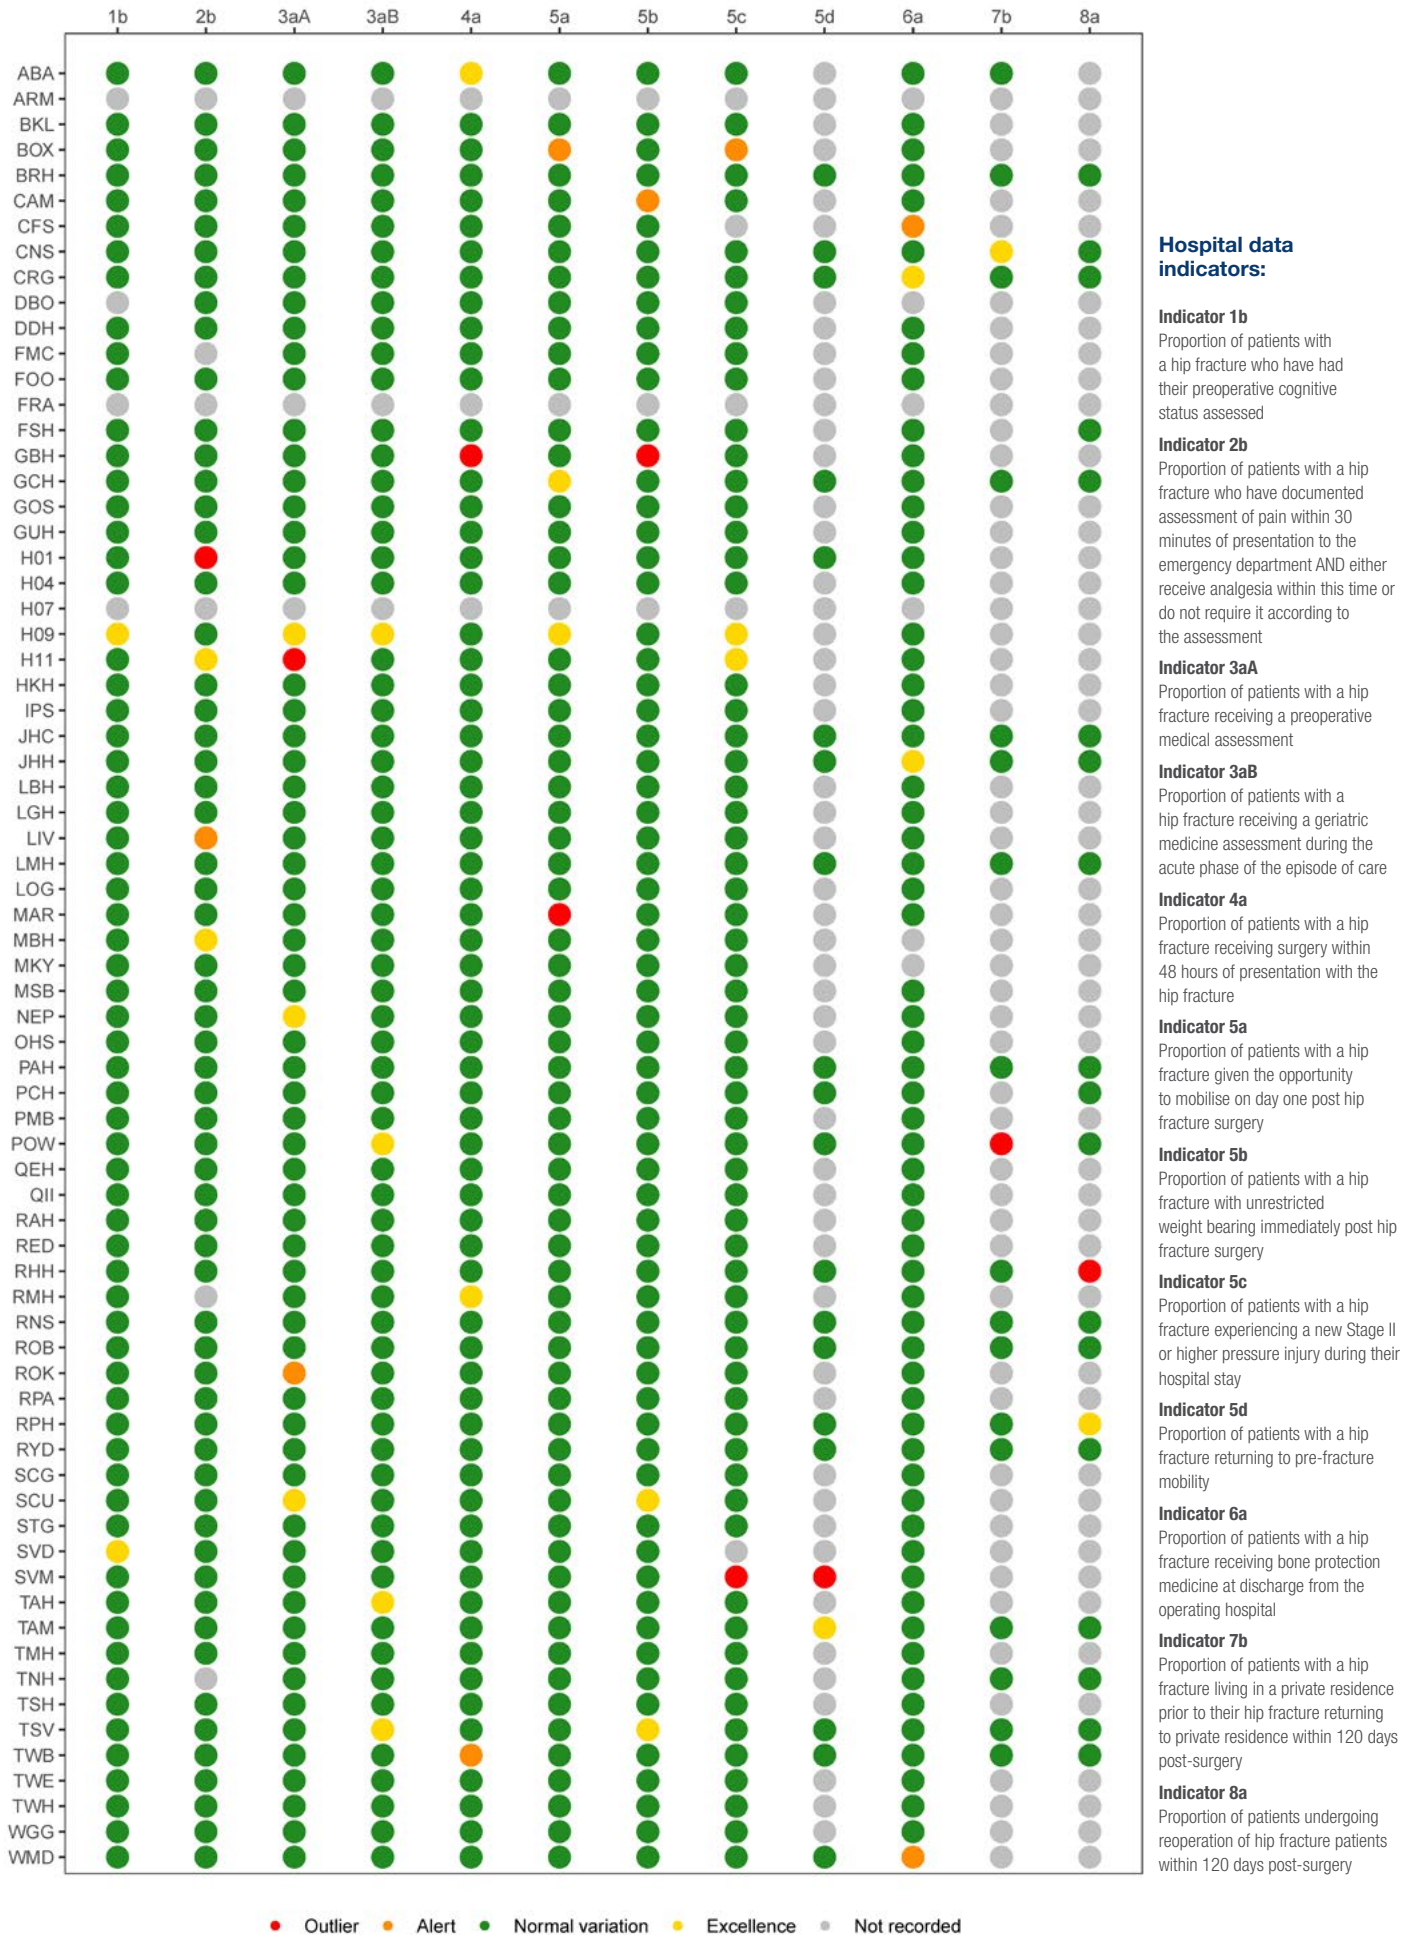 1b 2b 3aA 3aB 4a 5a 5b 5c 5d 6a 7b 8a
ABA
ARM
BKL
BOX
BRH
CAM
CFS
CNS
CRG
DBO
DDH
FMC
FOO
FRA
FSH
GBH
GCH
GOS
GUH
H01
H04
H07
H09
H11
HKH
IPS
JHC
JHH
LBH
LGH
LIV
LMH
LOG
MAR
MBH
MKY
MSB
NEP
OHS
PAH
PCH
PMB
POW
QEH
QII
RAH
RED
RHH
RMH
RNS
ROB
ROK
RPA
RPH
RYD
SCG
SCU
STG
SVD
SVM
TAH
TAM
TMH
TNH
TSH
TSV
TWB
TWE
TWH
WGG
WMD
Outlier Alert Normal variation Excellence Not recorded
Hospital data
indicators:
Indicator 1b
Proportion of patients with
a hip fracture who have had
their preoperative cognitive
status assessed
Indicator 2b
Proportion of patients with a hip
fracture who have documented
assessment of pain within 30
minutes of presentation to the
emergency department AND either
receive analgesia within this time or
do not require it according to
the assessment
Indicator 3aA
Proportion of patients with a hip
fracture receiving a preoperative
medical assessment
Indicator 3aB
Proportion of patients with a
hip fracture receiving a geriatric
medicine assessment during the
acute phase of the episode of care
Indicator 4a
Proportion of patients with a hip
fracture receiving surgery within
48 hours of presentation with the
hip fracture
Indicator 5a
Proportion of patients with a hip
fracture given the opportunity
to mobilise on day one post hip
fracture surgery
Indicator 5b
Proportion of patients with a hip
fracture with unrestricted
weight bearing immediately post hip
fracture surgery
Indicator 5c
Proportion of patients with a hip
fracture experiencing a new Stage II
or higher pressure injury during their
hospital stay
Indicator 5d
Proportion of patients with a hip
fracture returning to pre-fracture
mobility
Indicator 6a
Proportion of patients with a hip
fracture receiving bone protection
medicine at discharge from the
operating hospital
Indicator 7b
Proportion of patients with a hip
fracture living in a private residence
prior to their hip fracture returning
to private residence within 120 days
post-surgery
Indicator 8a
Proportion of patients undergoing
reoperation of hip fracture patients
within 120 days post-surgery